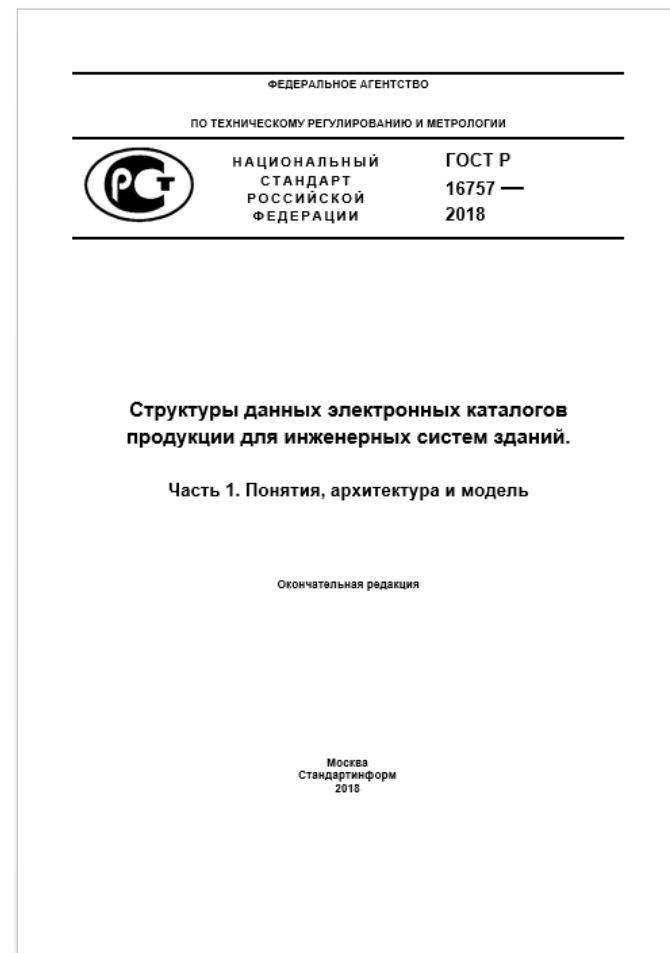 ФЕДЕРАЛЬНОЕ АГЕНТСТВО
ПО ТЕХНИЧЕСКОМУ РЕГУЛИРОВАНИЮ И МЕТРОЛОГИИ
РСТ
НАЦИОНАЛЬНЫЙ
СТАНДАРТ
РОССИЙСКОЙ
ФЕДЕРАЦИИ
ГОСТ Р
16757 —
2018
Структуры данных электронных каталогов
продукции для инженерных систем зданий.
Часть 1. Понятия, архитектура и модель
Окончательная редакция
Москва
Стандартинформ
2018